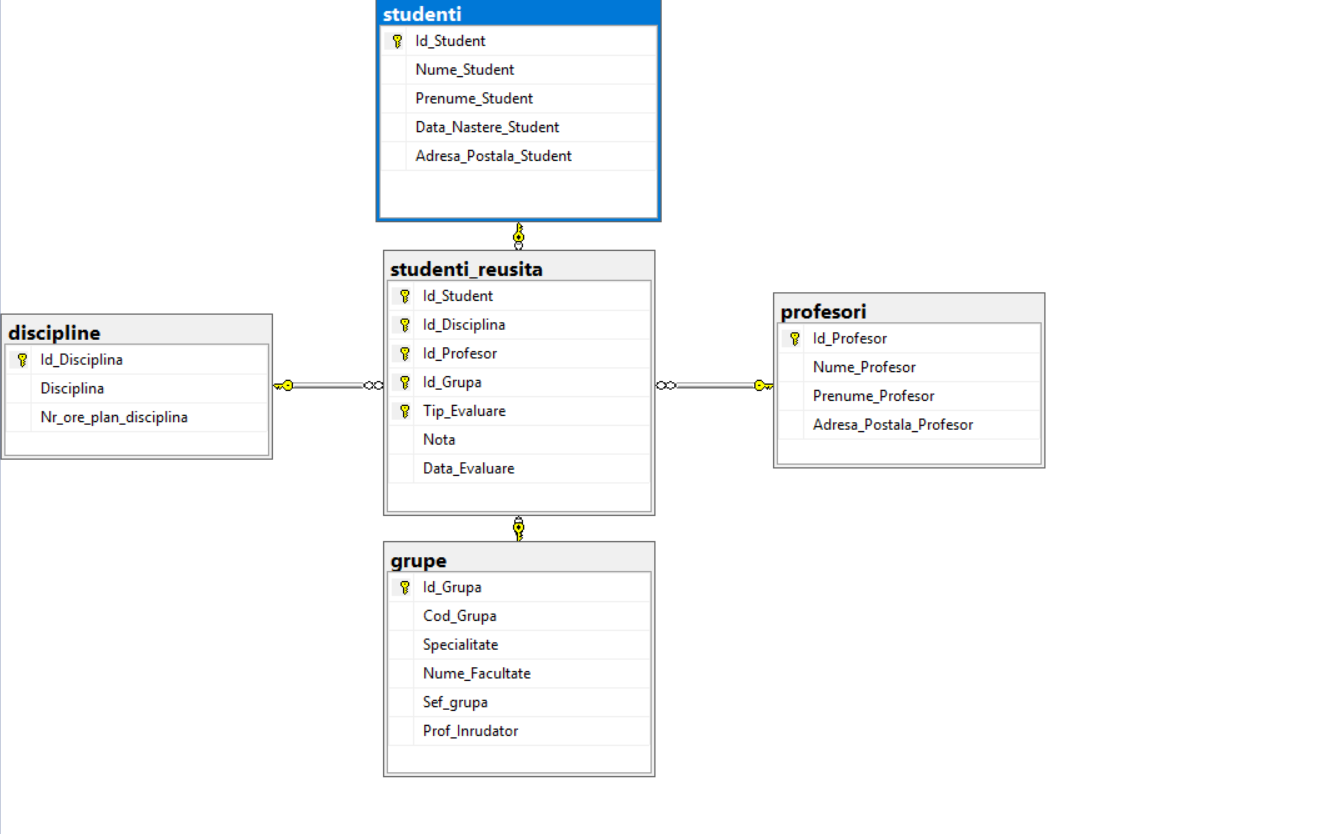 studenti
Id_Student
Nume_Student
Prenume_Student
Data_Nastere_Student
Adresa_Postala_Student
studenti_reusita
Id_Student
Id_Disciplina
Id_Profesor
Id_Grupa
Tip_Evaluare
Nota
Data_Evaluare
discipline
Id_Disciplina
Disciplina
Nr_ore_plan_disciplina
profesori
Id_Profesor
Nume_Profesor
Prenume_Profesor
Adresa_Postala_Profesor
grupe
Id_Grupa
Cod_Grupa
Specialitate
Nume_Facultate
Sef_grupa
Prof_Inrudator